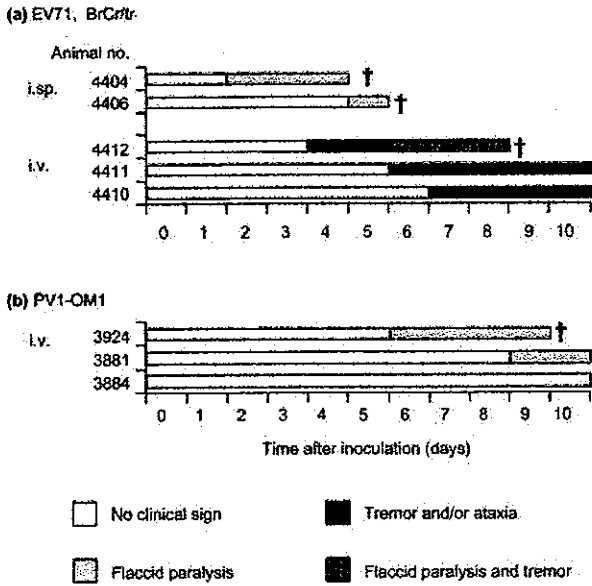 (a) EV71, BrCr/tr
Animal no.
i.sp. 4404 †
4406 †
4412 †
i.v. 4411
4410
0 1 2 3 4 5 6 7 8 9 10
(b) PV1-OM1
i.v. 3924 †
3881
3884
0 1 2 3 4 5 6 7 8 9 10
Time after inoculation (days)
No clinical sign Tremor and/or ataxia
Flaccid paralysis Flaccid paralysis and tremor